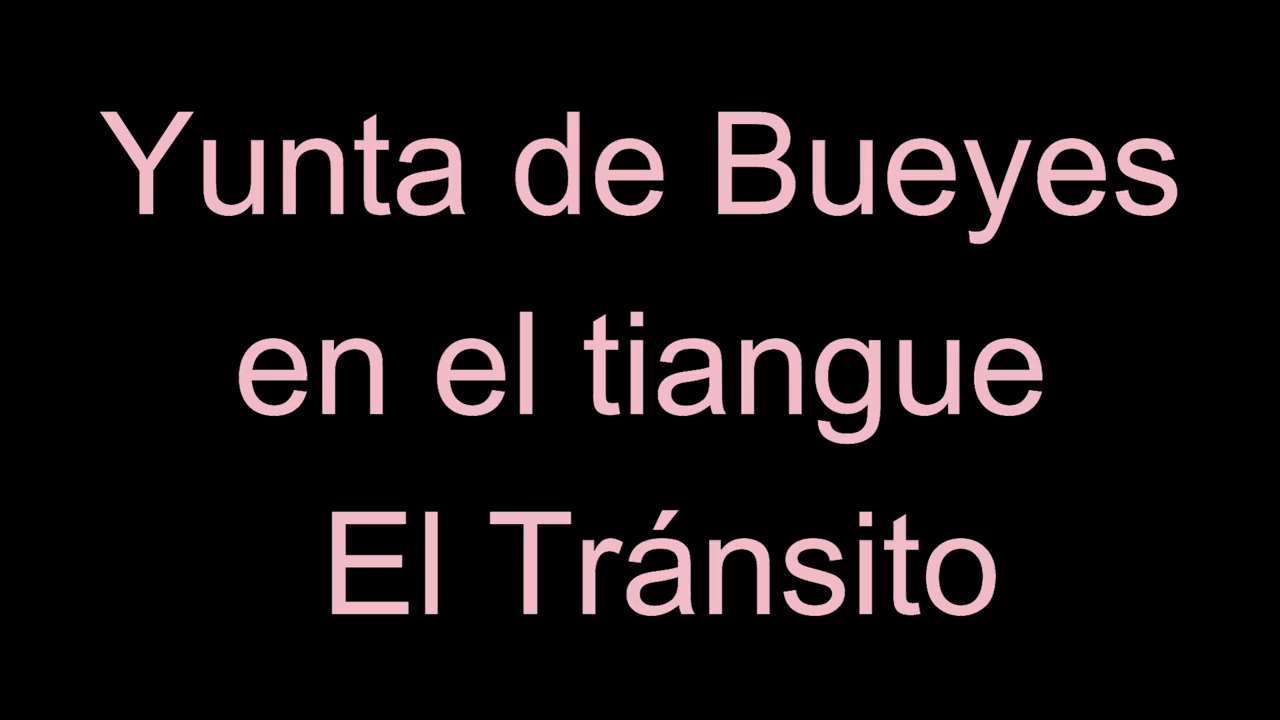 Yunta de Bueyes
en el tiangue
El Tránsito